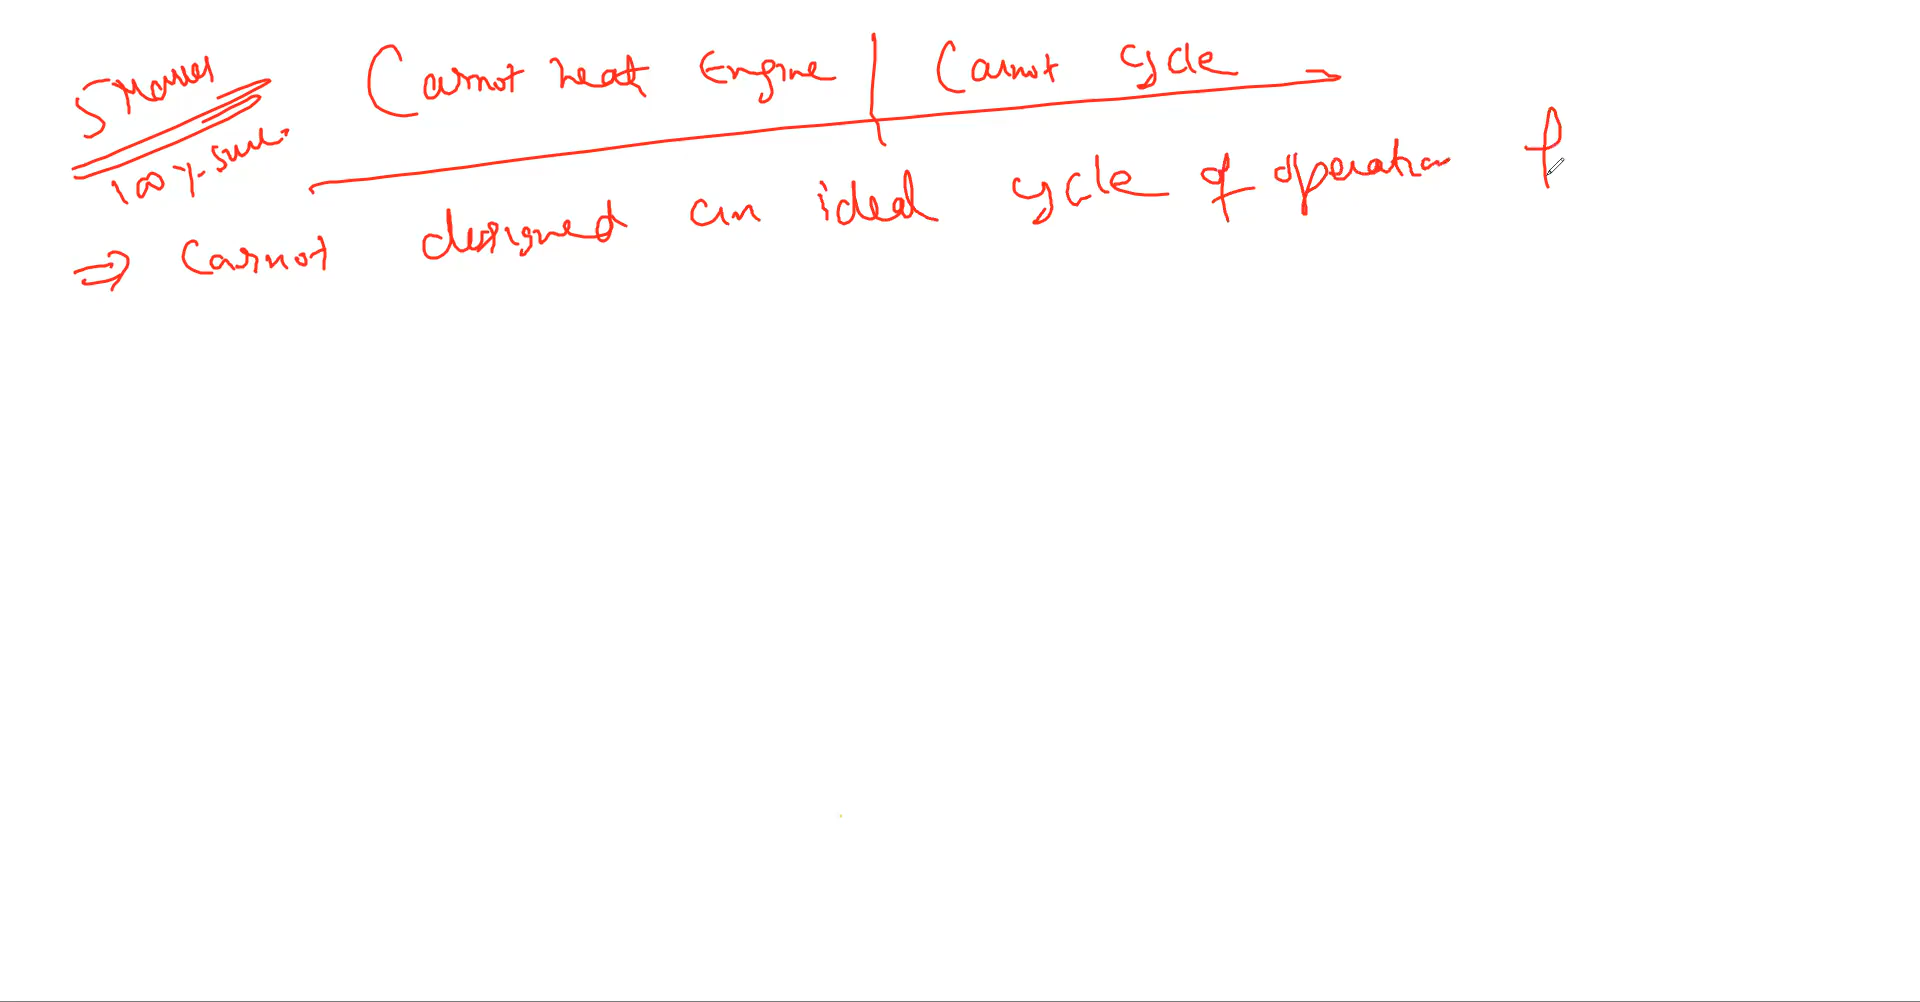 5 Marks
100% sure.
Carnot heat Engine | Carnot cycle
⇒ Carnot designed an ideal cycle of operation f